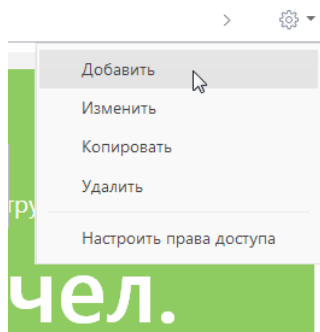 Добавить
Изменить
Копировать
Удалить
Настроить права доступа
чел.